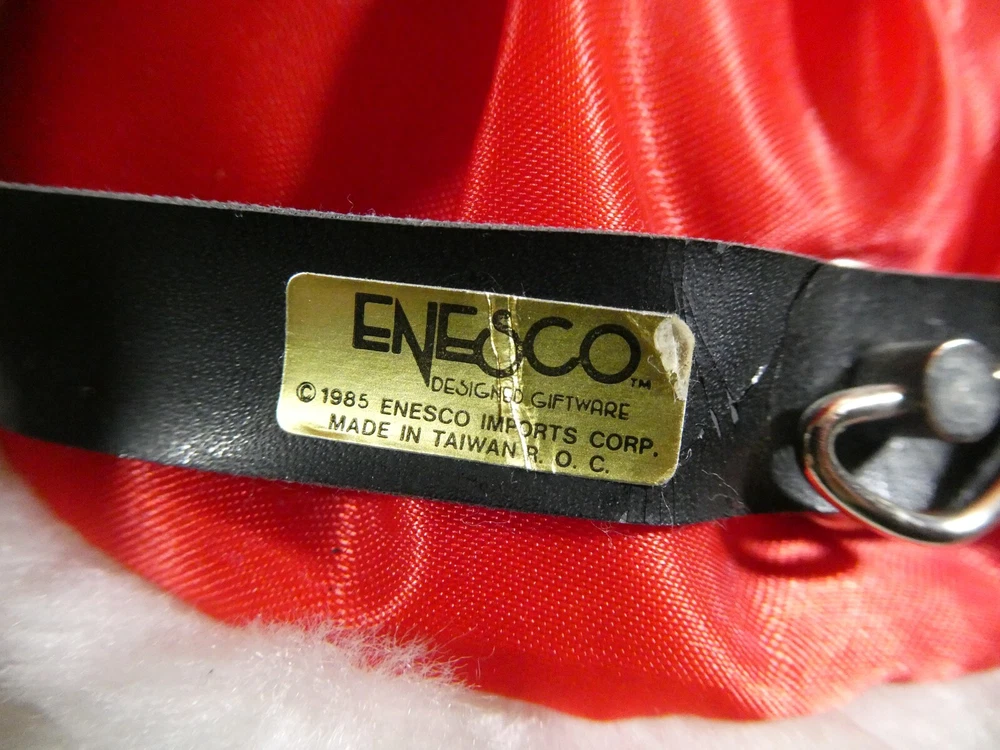 ENESCO™
DESIGNED GIFTWARE
© 1985 ENESCO IMPORTS CORP.
MADE IN TAIWAN R. O. C.